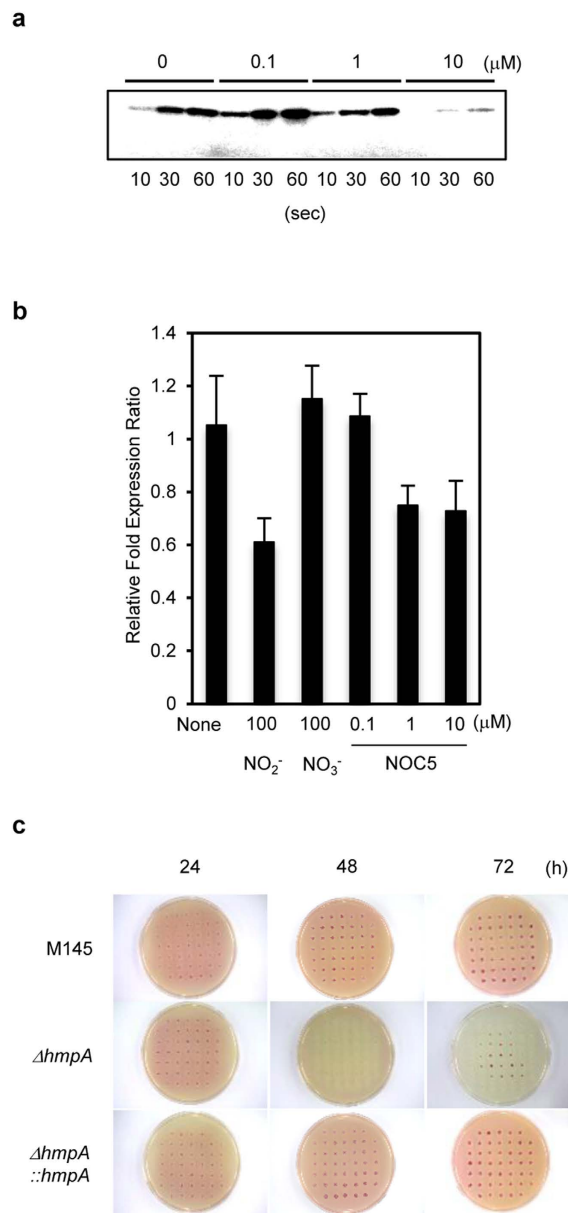 a
0 0.1 1 10 (μM)
10 30 60 10 30 60 10 30 60 10 30 60
(sec)
b
Relative Fold Expression Ratio
1.4
1.2
1
0.8
0.6
0.4
0.2
0
None 100 100 0.1 1 10 (μM)
NO₂⁻ NO₃⁻ NOC5
c
24 48 72 (h)
M145
ΔhmpA
ΔhmpA
::hmpA